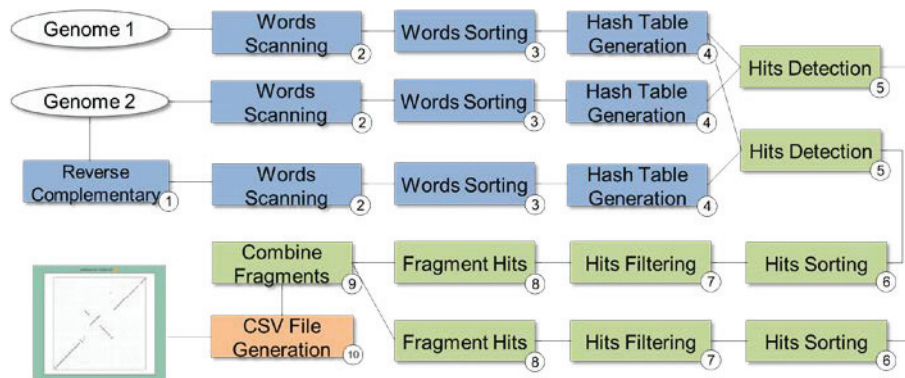 Genome 1
Words
Scanning
2
Words Sorting
3
Hash Table
Generation
4
Hits Detection
5
Genome 2
Words
Scanning
2
Words Sorting
3
Hash Table
Generation
4
Hits Detection
5
Reverse
Complementary
1
Words
Scanning
2
Words Sorting
3
Hash Table
Generation
4
Combine
Fragments
9
Fragment Hits
8
Hits Filtering
7
Hits Sorting
6
CSV File
Generation
10
Fragment Hits
8
Hits Filtering
7
Hits Sorting
6